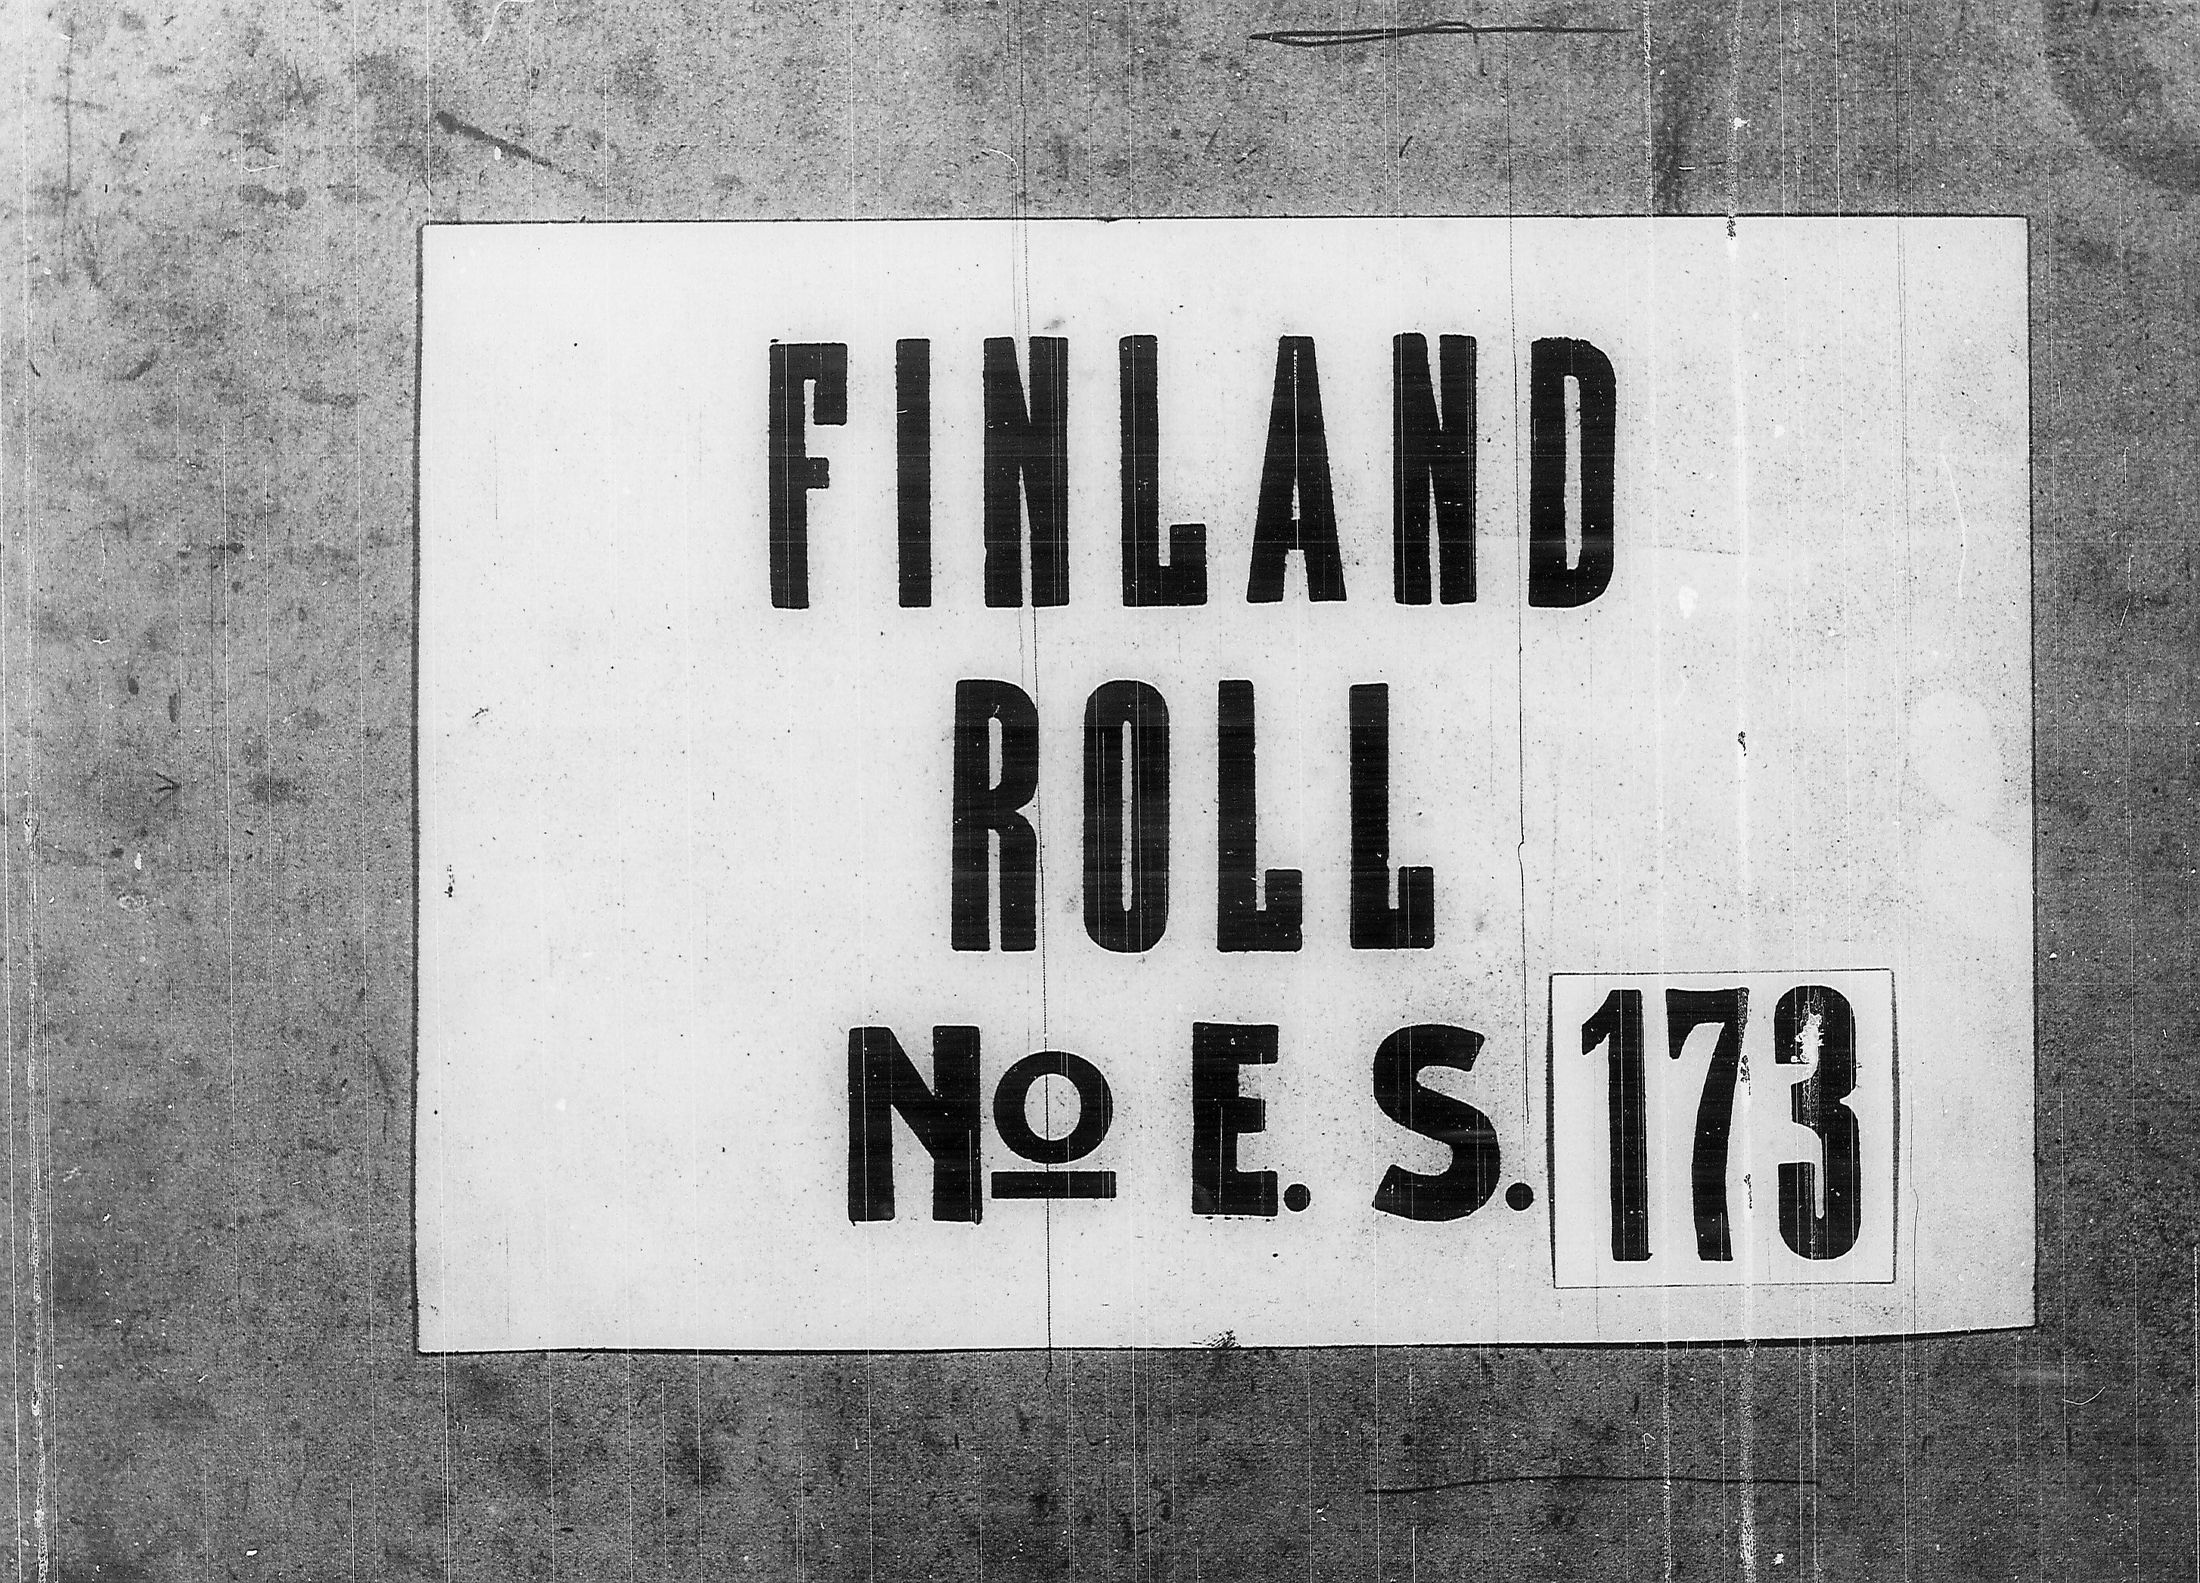 FINLAND
ROLL
No E. S. 173